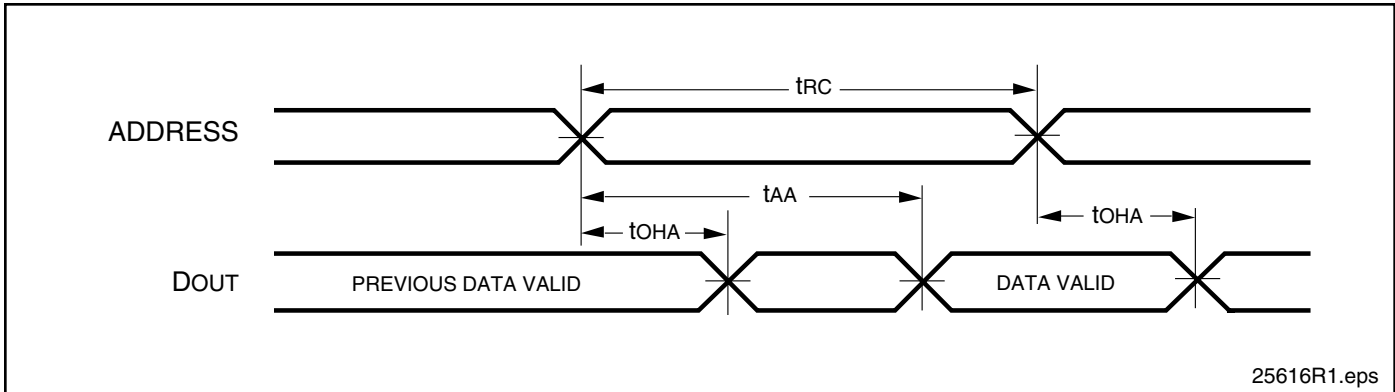 tRC
ADDRESS
tAA
tOHA
tOHA
DOUT
PREVIOUS DATA VALID
DATA VALID
25616R1.eps